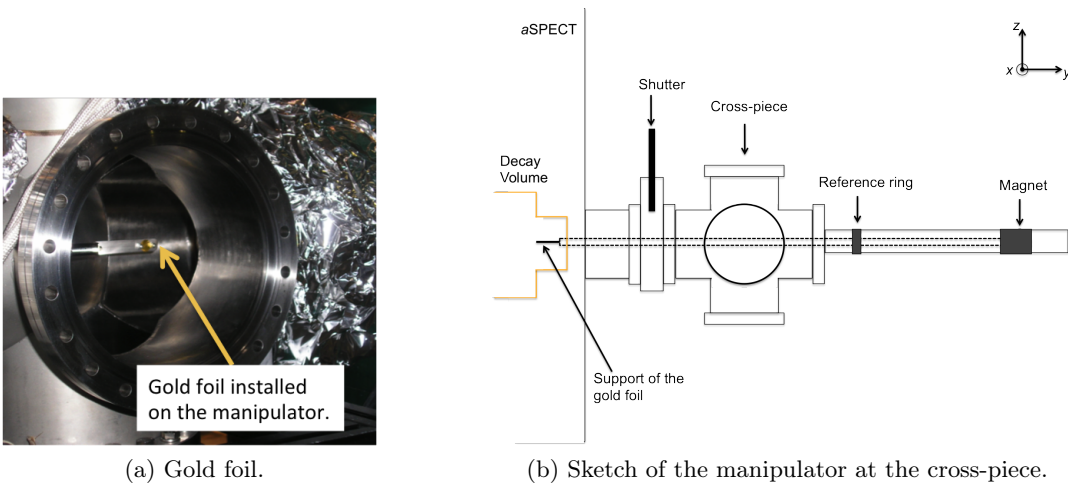 aSPECT
z
x
y
Shutter
Cross-piece
Decay
Volume
Reference ring
Magnet
Support of the
gold foil
Gold foil installed
on the manipulator.
(a) Gold foil.
(b) Sketch of the manipulator at the cross-piece.